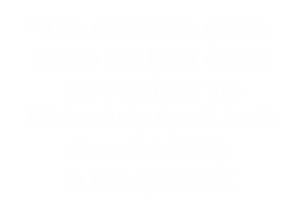 * The reference guide,
inside the front cover,
summarizes the
Bible study tips & tools
described fully
in the appendix